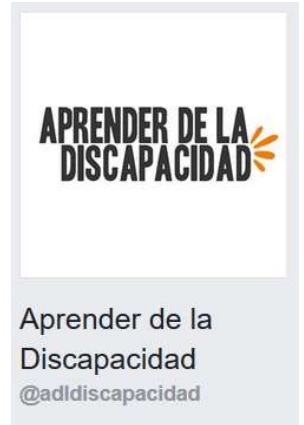 APRENDER DE LA
DISCAPACIDAD
Aprender de la
Discapacidad
@adldiscapacidad